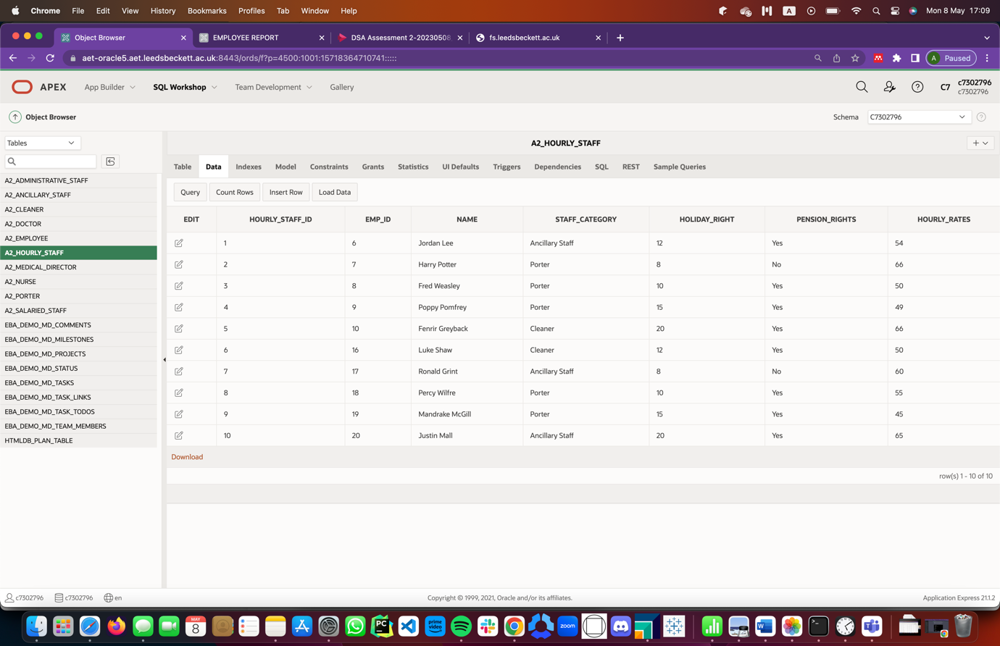 Chrome File Edit View History Bookmarks Profiles Tab Window Help A Mon 8 May 17:09
Object Browser EMPLOYEE REPORT DSA Assessment 2-20230508 fs.leedsbeckett.ac.uk
aet-oracle5.aet.leedsbeckett.ac.uk:8443/ords/f?p=4500:1001:15718364710741::::: A Paused
APEX App Builder SQL Workshop Team Development Gallery C7 c7302796
c7302796
Object Browser Schema C7302796
Tables
A2_HOURLY_STAFF
Table Data Indexes Model Constraints Grants Statistics UI Defaults Triggers Dependencies SQL REST Sample Queries
Query Count Rows Insert Row Load Data
A2_ADMINISTRATIVE_STAFF
A2_ANCILLARY_STAFF
A2_CLEANER
A2_DOCTOR
A2_EMPLOYEE
A2_HOURLY_STAFF
A2_MEDICAL_DIRECTOR
A2_NURSE
A2_PORTER
A2_SALARIED_STAFF
EBA_DEMO_MD_COMMENTS
EBA_DEMO_MD_MILESTONES
EBA_DEMO_MD_PROJECTS
EBA_DEMO_MD_STATUS
EBA_DEMO_MD_TASKS
EBA_DEMO_MD_TASK_LINKS
EBA_DEMO_MD_TASK_TODOS
EBA_DEMO_MD_TEAM_MEMBERS
HTMLDB_PLAN_TABLE
EDIT HOURLY_STAFF_ID EMP_ID NAME STAFF_CATEGORY HOLIDAY_RIGHT PENSION_RIGHTS HOURLY_RATES
1 6 Jordan Lee Ancillary Staff 12 Yes 54
2 7 Harry Potter Porter 8 No 66
3 8 Fred Weasley Porter 10 Yes 50
4 9 Poppy Pomfrey Porter 15 Yes 49
5 10 Fenrir Greyback Cleaner 20 Yes 66
6 16 Luke Shaw Cleaner 12 Yes 50
7 17 Ronald Grint Ancillary Staff 8 No 60
8 18 Percy Wilfre Porter 10 Yes 55
9 19 Mandrake McGill Porter 15 Yes 45
10 20 Justin Mall Ancillary Staff 20 Yes 65
Download
row(s) 1 - 10 of 10
c7302796 c7302796 en Copyright © 1999, 2021, Oracle and/or its affiliates. Application Express 21.1.2
MAY
8
PC
prime
video
zoom
W